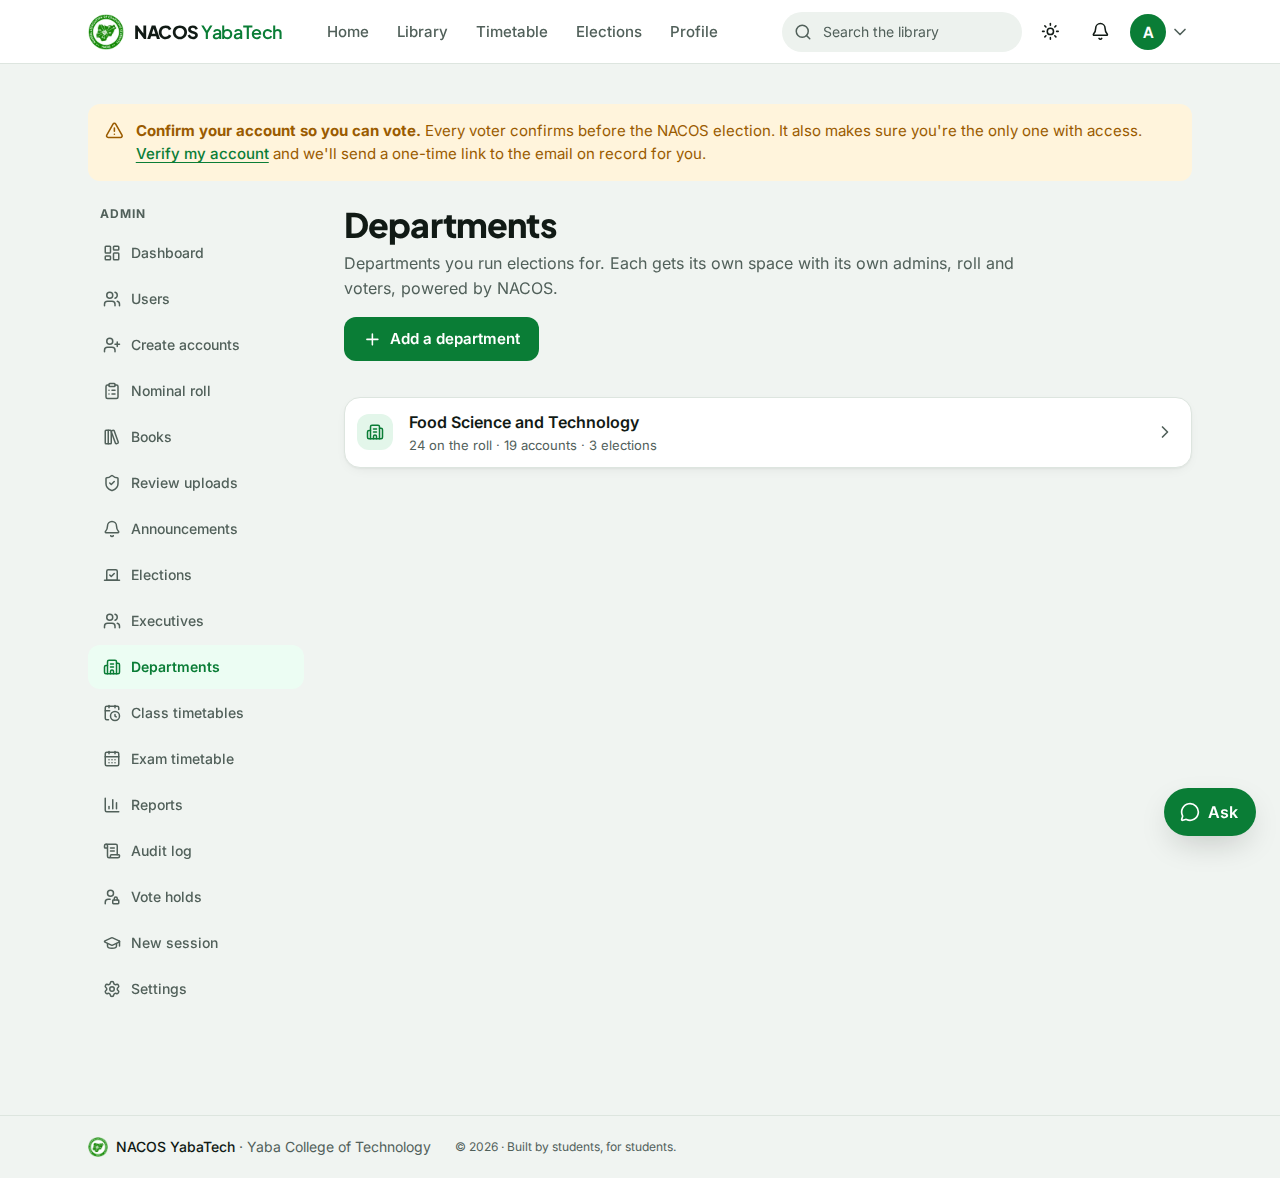 NACOS YabaTech
Home
Library
Timetable
Elections
Profile
Search the library
A
Confirm your account so you can vote. Every voter confirms before the NACOS election. It also makes sure you're the only one with access.
Verify my account and we'll send a one-time link to the email on record for you.
ADMIN
Dashboard
Users
Create accounts
Nominal roll
Books
Review uploads
Announcements
Elections
Executives
Departments
Class timetables
Exam timetable
Reports
Audit log
Vote holds
New session
Settings
Departments
Departments you run elections for. Each gets its own space with its own admins, roll and
voters, powered by NACOS.
Add a department
Food Science and Technology
24 on the roll · 19 accounts · 3 elections
Ask
NACOS YabaTech · Yaba College of Technology
© 2026 · Built by students, for students.